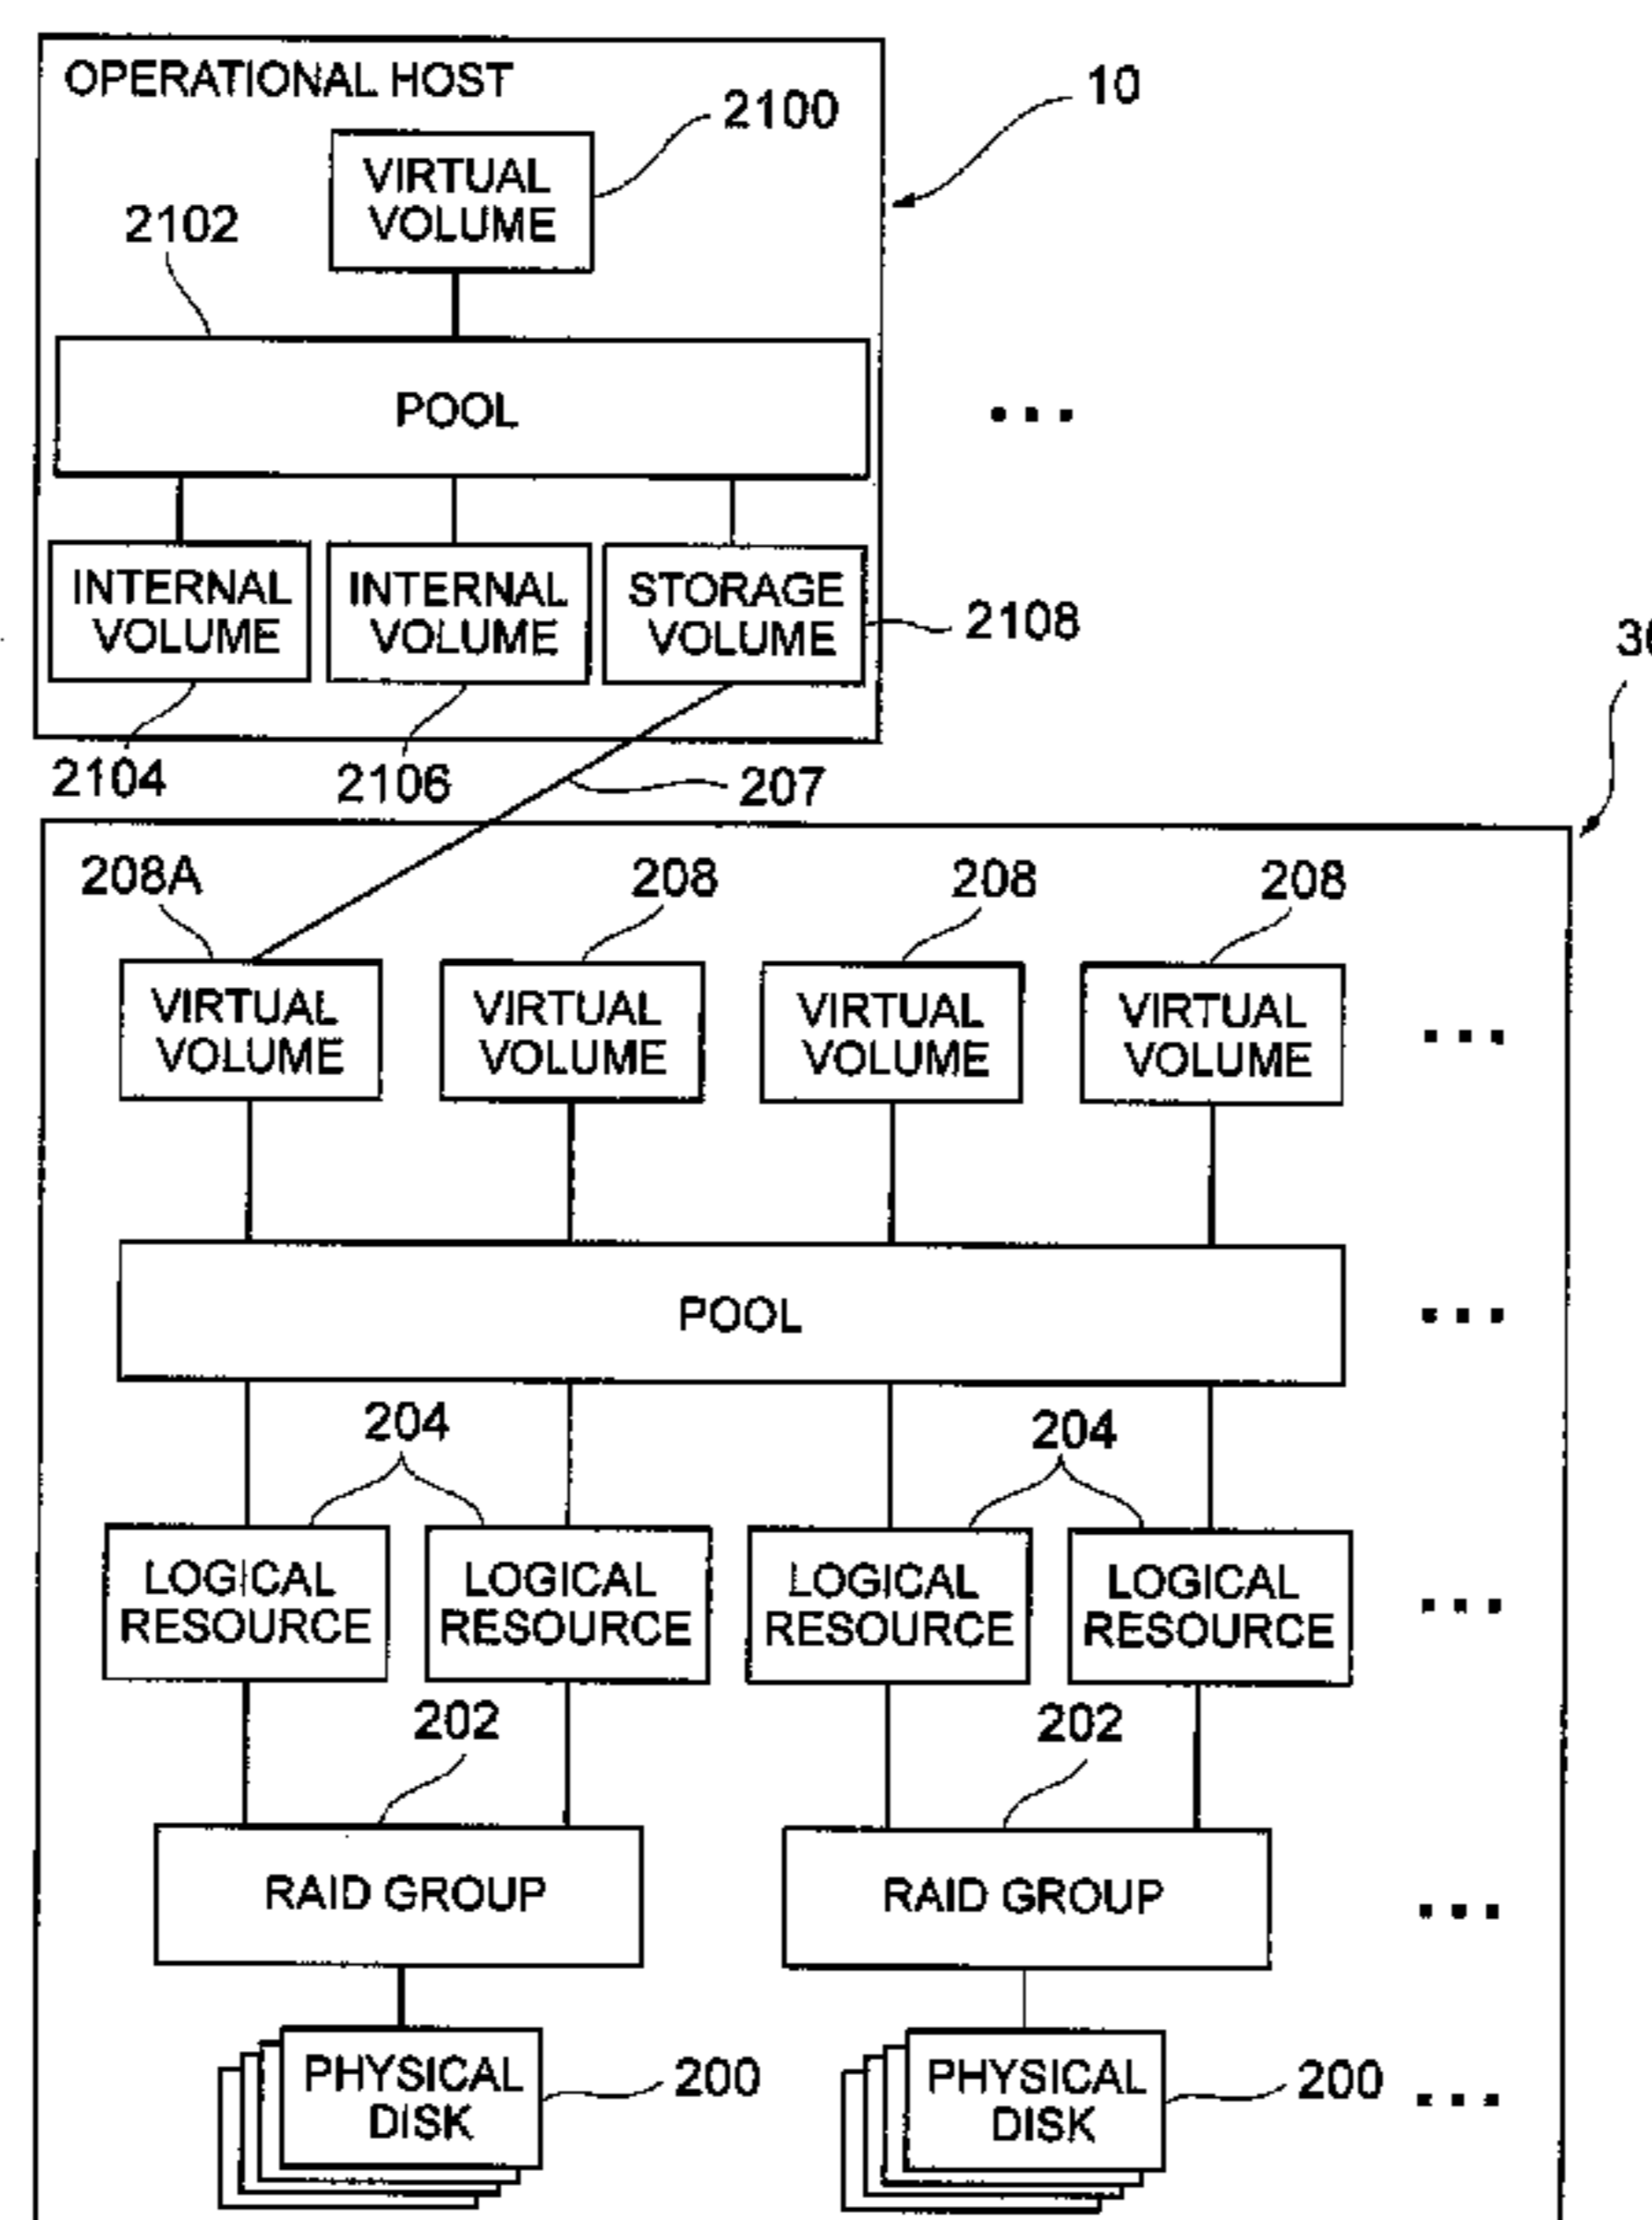 OPERATIONAL HOST
10
2100
VIRTUAL
VOLUME
2102
POOL
INTERNAL
VOLUME
INTERNAL
VOLUME
STORAGE
VOLUME
2108
2104
2106
207
208A
208
208
208
VIRTUAL
VOLUME
VIRTUAL
VOLUME
VIRTUAL
VOLUME
VIRTUAL
VOLUME
POOL
204
204
LOGICAL
RESOURCE
LOGICAL
RESOURCE
LOGICAL
RESOURCE
LOGICAL
RESOURCE
202
202
RAID GROUP
RAID GROUP
PHYSICAL
DISK
200
PHYSICAL
DISK
200